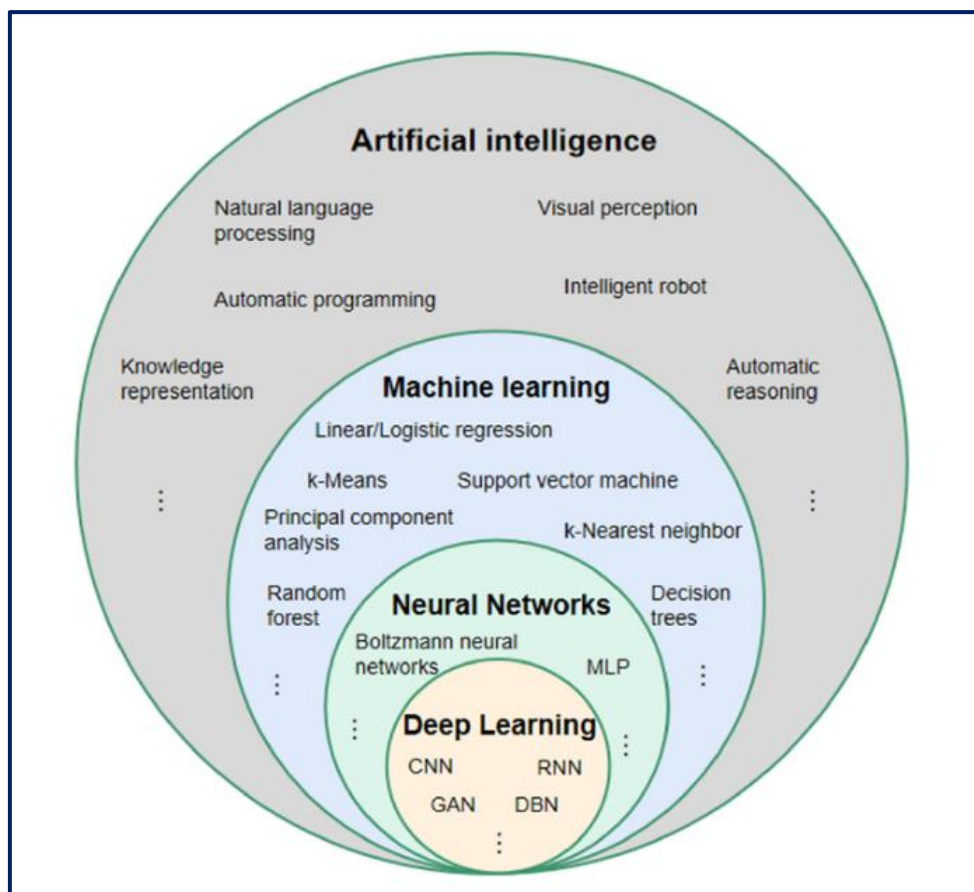 Artificial intelligence
Natural language
processing
Visual perception
Automatic programming
Intelligent robot
Knowledge
representation
Automatic
reasoning
⋮
⋮
Machine learning
Linear/Logistic regression
k-Means
Support vector machine
Principal component
analysis
k-Nearest neighbor
Random
forest
Decision
trees
⋮
⋮
Neural Networks
Boltzmann neural
networks
MLP
⋮
⋮
Deep Learning
CNN
RNN
GAN
DBN
⋮